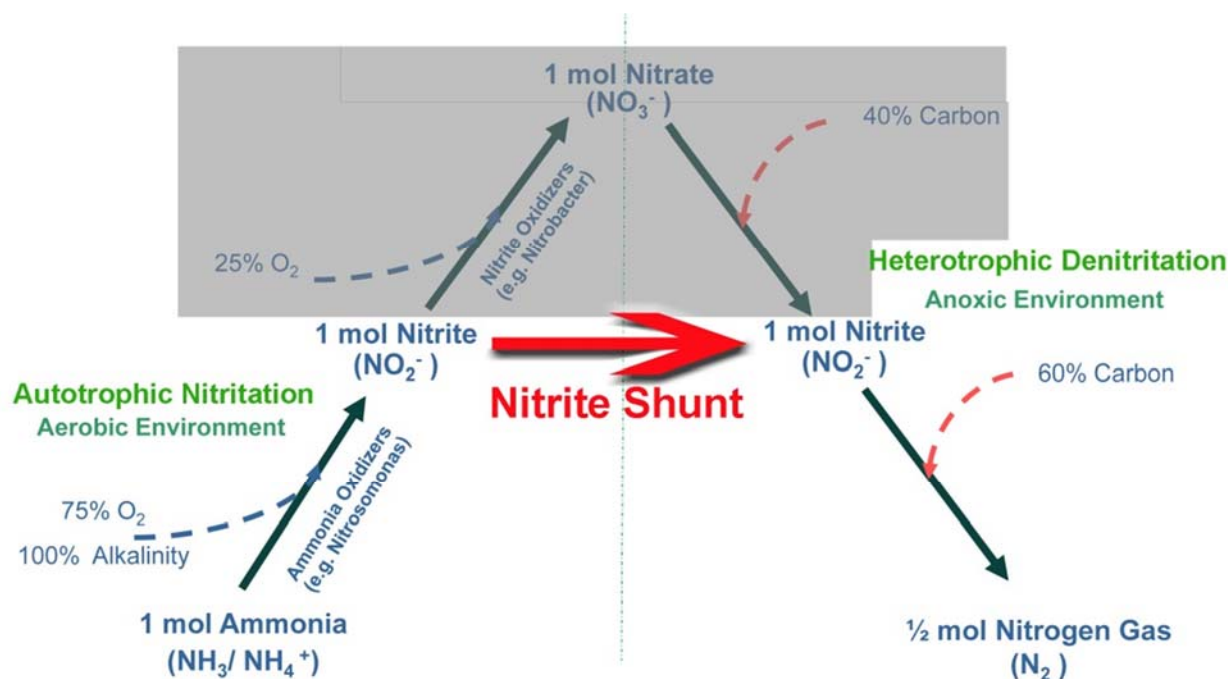 1 mol Nitrate
(NO₃⁻)
40% Carbon
25% O₂
Nitrite Oxidizers
(e.g. Nitrobacter)
Heterotrophic Denitritation
Anoxic Environment
1 mol Nitrite
(NO₂⁻)
Nitrite Shunt
1 mol Nitrite
(NO₂⁻)
60% Carbon
Autotrophic Nitritation
Aerobic Environment
75% O₂
100% Alkalinity
Ammonia Oxidizers
(e.g. Nitrosomonas)
1 mol Ammonia
(NH₃/ NH₄⁺)
½ mol Nitrogen Gas
(N₂)